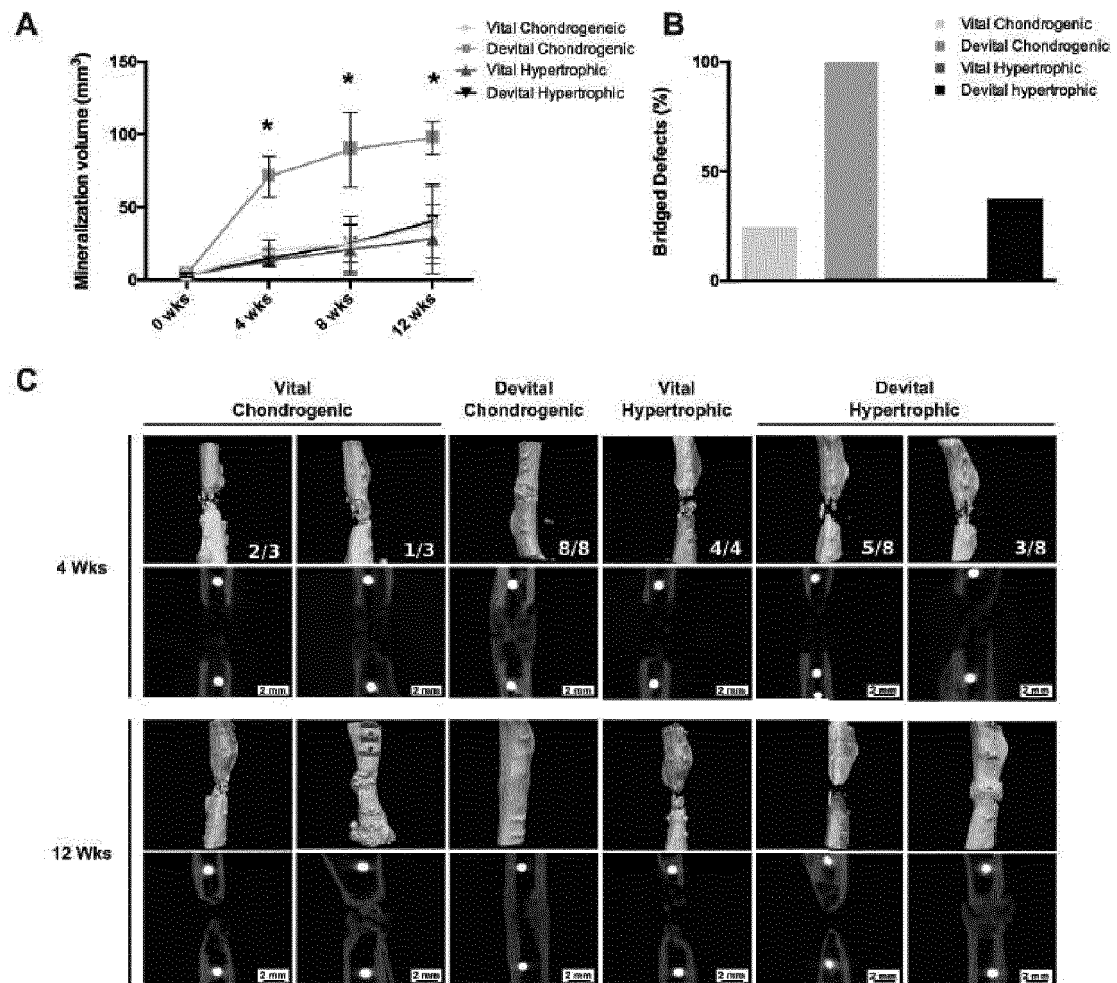 A
Vital Chondrogeneic
Devital Chondrogenic
Vital Hypertrophic
Devital Hypertrophic
Mineralization volume (mm³)
150
100
50
0
* * *
0 wks
4 wks
8 wks
12 wks
B
Vital Chondrogenic
Devital Chondrogenic
Vital Hypertrophic
Devital hypertrophic
Bridged Defects (%)
100
50
0
C
Vital
Chondrogenic
Devital
Chondrogenic
Vital
Hypertrophic
Devital
Hypertrophic
4 Wks
2/3 1/3 8/8 4/4 5/8 3/8
2 mm 2 mm 2 mm 2 mm 2 mm 2 mm
12 Wks
2 mm 2 mm 2 mm 2 mm 2 mm 2 mm